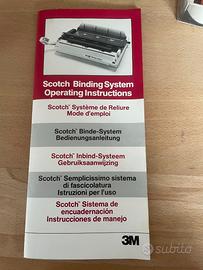 Scotch Binding System
Operating Instructions
Scotch® Système de Reliure
Mode d'emploi
Scotch® Binde-System
Bedienungsanleitung
Scotch® Inbind-Systeem
Gebruiksaanwijzing
Scotch® Semplicissimo sistema
di fascicolatura
Istruzioni per l'uso
Scotch® Sistema de
encuadernación
Instrucciones de manejo
3M
subito